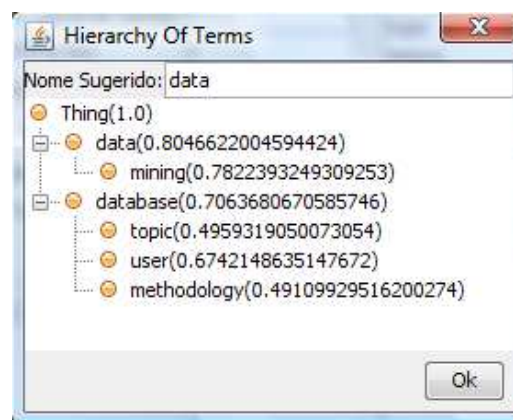 Hierarchy Of Terms
Nome Sugerido: data
Thing(1.0)
data(0.8046622004594424)
mining(0.7822393249309253)
database(0.7063680670585746)
topic(0.4959319050073054)
user(0.6742148635147672)
methodology(0.49109929516200274)
Ok